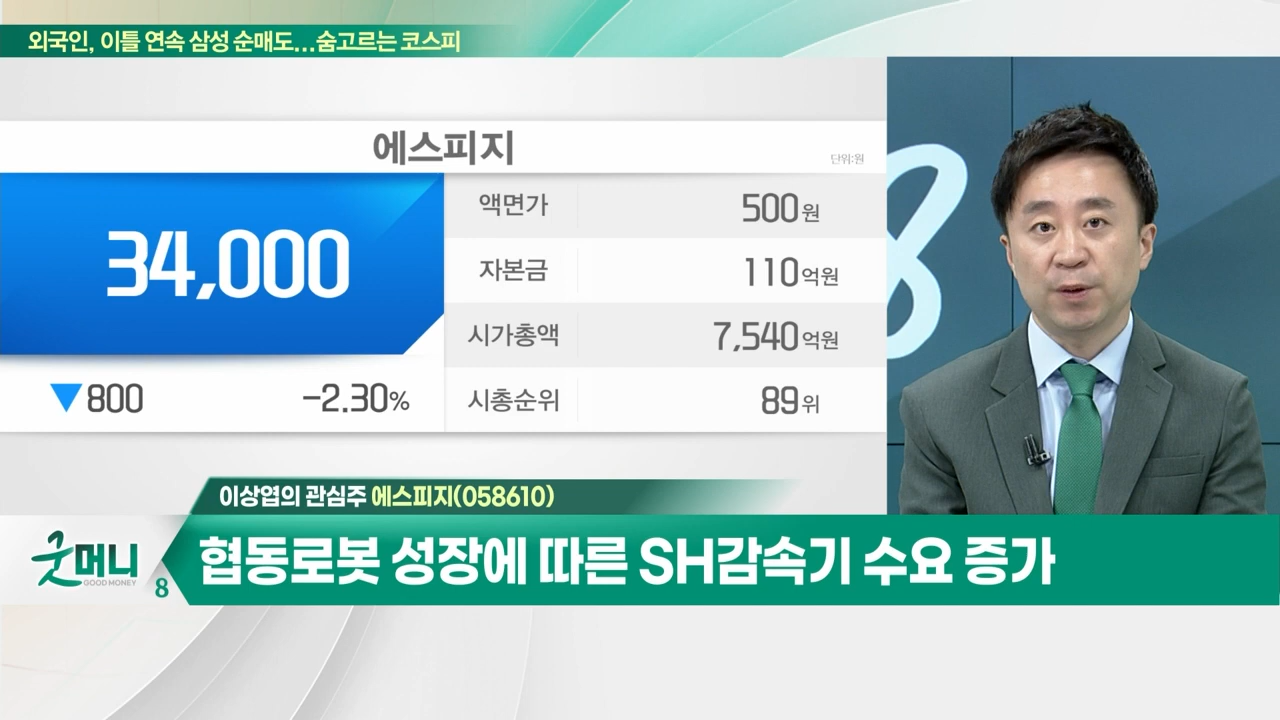 외국인, 이틀 연속 삼성 순매도...숨고르는 코스피
에스피지
단위:원
34,000
▼800 -2.30%
액면가 500원
자본금 110억원
시가총액 7,540억원
시총순위 89위
8
이상엽의 관심주 에스피지(058610)
굿머니
GOOD MONEY
8
협동로봇 성장에 따른 SH감속기 수요 증가